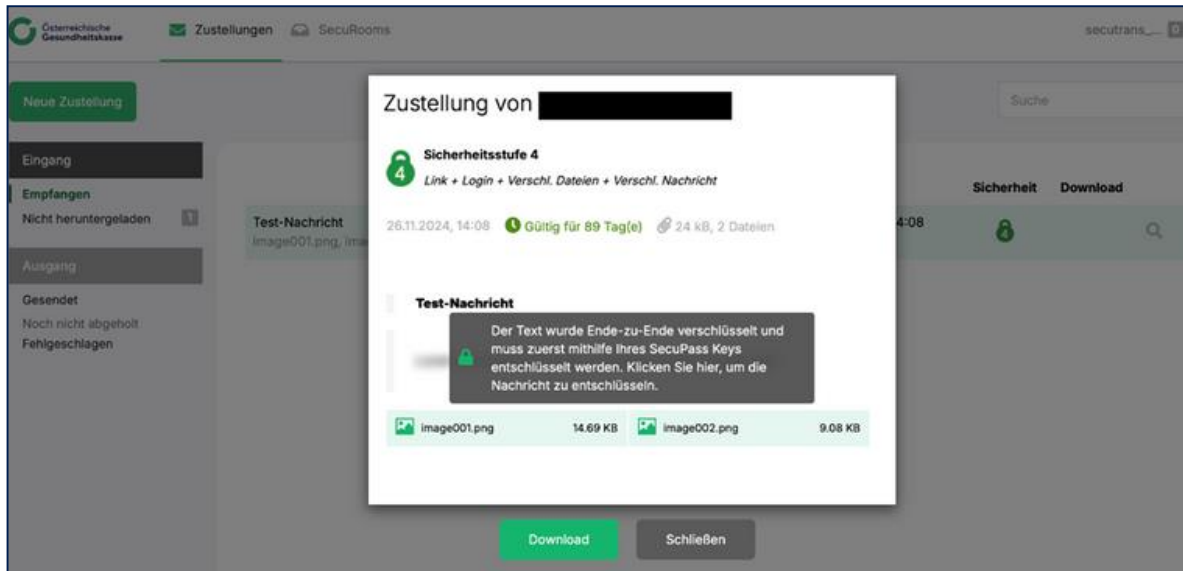 Österreichische
Gesundheitskasse
Zustellungen
SecuRooms
secutrans_...
Neue Zustellung
Suche
Eingang
Empfangen
Nicht heruntergeladen
1
Ausgang
Gesendet
Noch nicht abgeholt
Fehlgeschlagen
Sicherheit Download
Test-Nachricht
image001.png,
4:08
4
Zustellung von
4
Sicherheitsstufe 4
Link + Login + Verschl. Dateien + Verschl. Nachricht
26.11.2024, 14:08 Gültig für 89 Tag(e) 24 kB, 2 Dateien
Test-Nachricht
Der Text wurde Ende-zu-Ende verschlüsselt und
muss zuerst mithilfe Ihres SecuPass Keys
entschlüsselt werden. Klicken Sie hier, um die
Nachricht zu entschlüsseln.
image001.png 14.69 KB image002.png 9.08 KB
Download Schließen